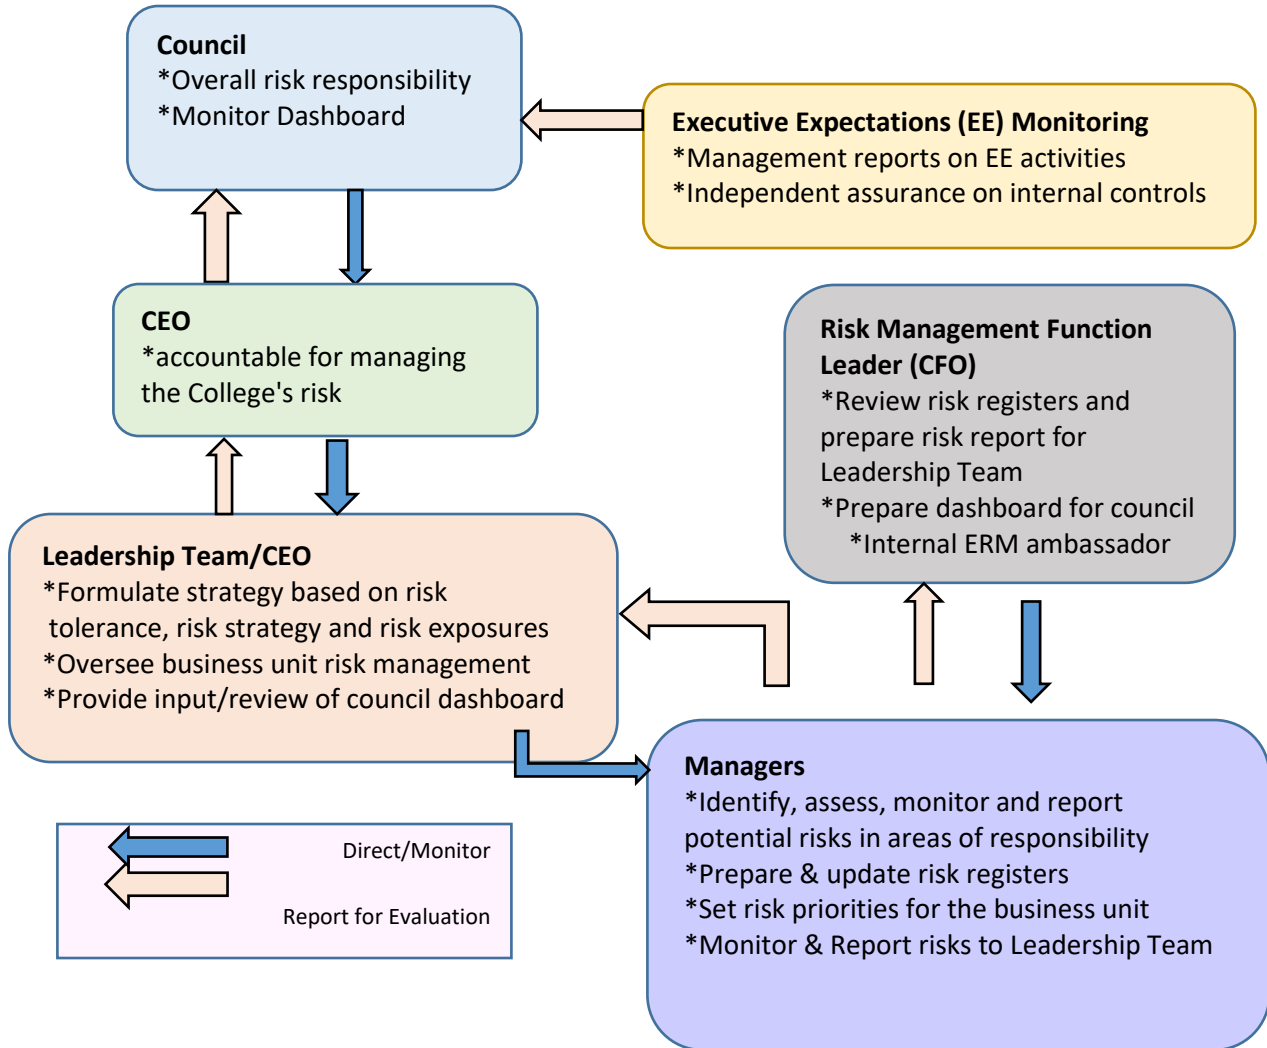 Council
*Overall risk responsibility
*Monitor Dashboard
Executive Expectations (EE) Monitoring
*Management reports on EE activities
*Independent assurance on internal controls
CEO
*accountable for managing
the College's risk
Risk Management Function
Leader (CFO)
*Review risk registers and
prepare risk report for
Leadership Team
*Prepare dashboard for council
*Internal ERM ambassador
Leadership Team/CEO
*Formulate strategy based on risk
tolerance, risk strategy and risk exposures
*Oversee business unit risk management
*Provide input/review of council dashboard
Managers
*Identify, assess, monitor and report
potential risks in areas of responsibility
*Prepare & update risk registers
*Set risk priorities for the business unit
*Monitor & Report risks to Leadership Team
Direct/Monitor
Report for Evaluation